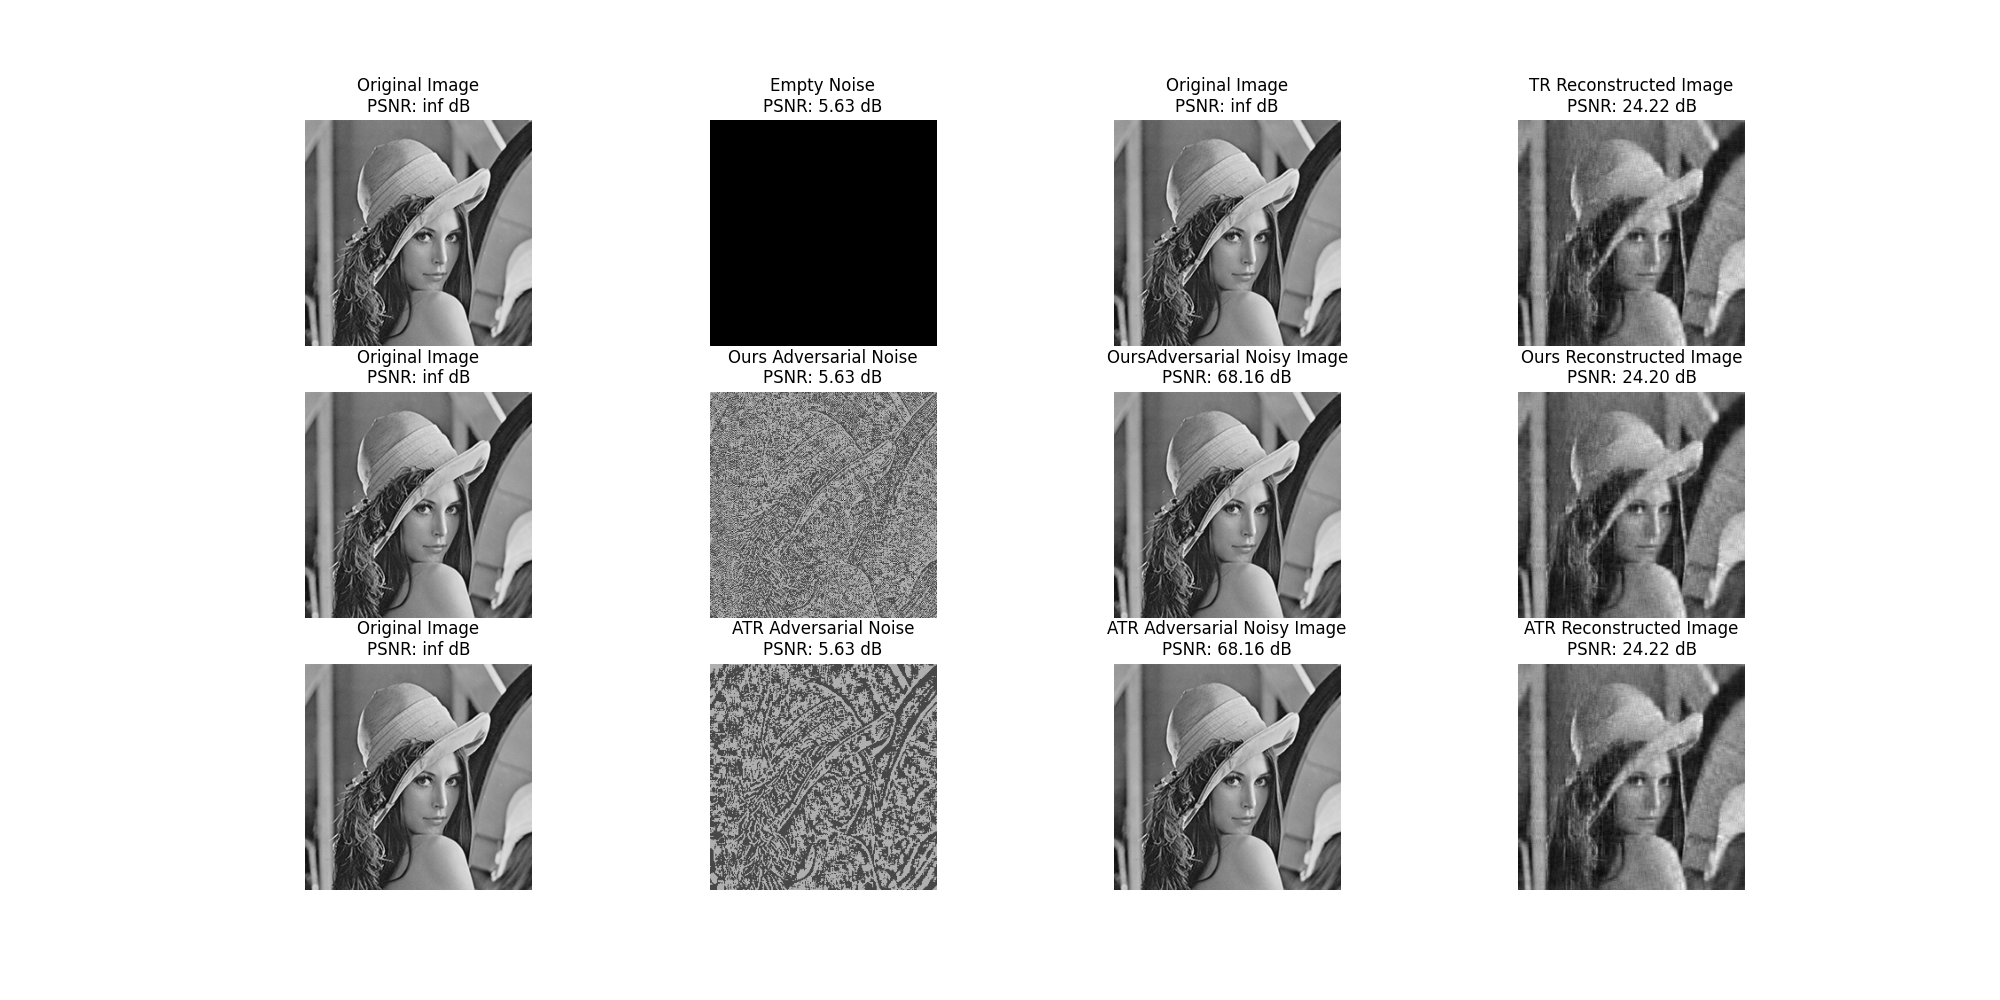 Original Image
PSNR: inf dB
Empty Noise
PSNR: 5.63 dB
Original Image
PSNR: inf dB
TR Reconstructed Image
PSNR: 24.22 dB
Original Image
PSNR: inf dB
Ours Adversarial Noise
PSNR: 5.63 dB
OursAdversarial Noisy Image
PSNR: 68.16 dB
Ours Reconstructed Image
PSNR: 24.20 dB
Original Image
PSNR: inf dB
ATR Adversarial Noise
PSNR: 5.63 dB
ATR Adversarial Noisy Image
PSNR: 68.16 dB
ATR Reconstructed Image
PSNR: 24.22 dB